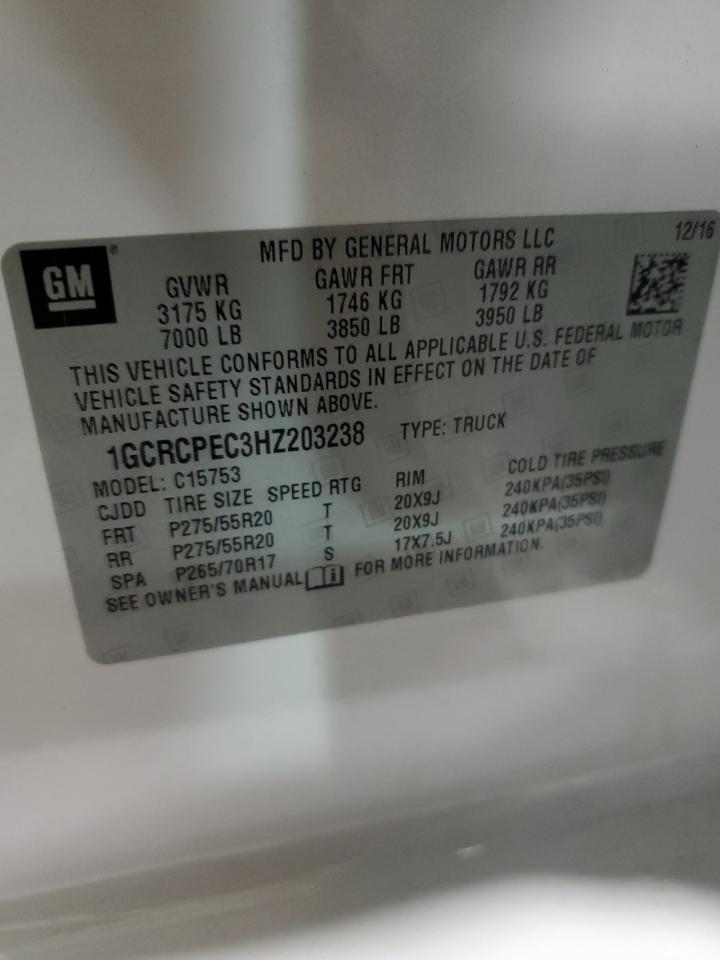 GM® MFD BY GENERAL MOTORS LLC 12/16
GVWR GAWR FRT GAWR RR
3175 KG 1746 KG 1792 KG
7000 LB 3850 LB 3950 LB
THIS VEHICLE CONFORMS TO ALL APPLICABLE U.S. FEDERAL MOTOR
VEHICLE SAFETY STANDARDS IN EFFECT ON THE DATE OF
MANUFACTURE SHOWN ABOVE.
1GCRCPEC3HZ203238 TYPE: TRUCK
MODEL: C15753
CJDD TIRE SIZE SPEED RTG RIM COLD TIRE PRESSURE
FRT P275/55R20 T 20X9J 240KPA(35PSI)
RR P275/55R20 T 20X9J 240KPA(35PSI)
SPA P265/70R17 S 17X7.5J 240KPA(35PSI)
SEE OWNER'S MANUAL FOR MORE INFORMATION.